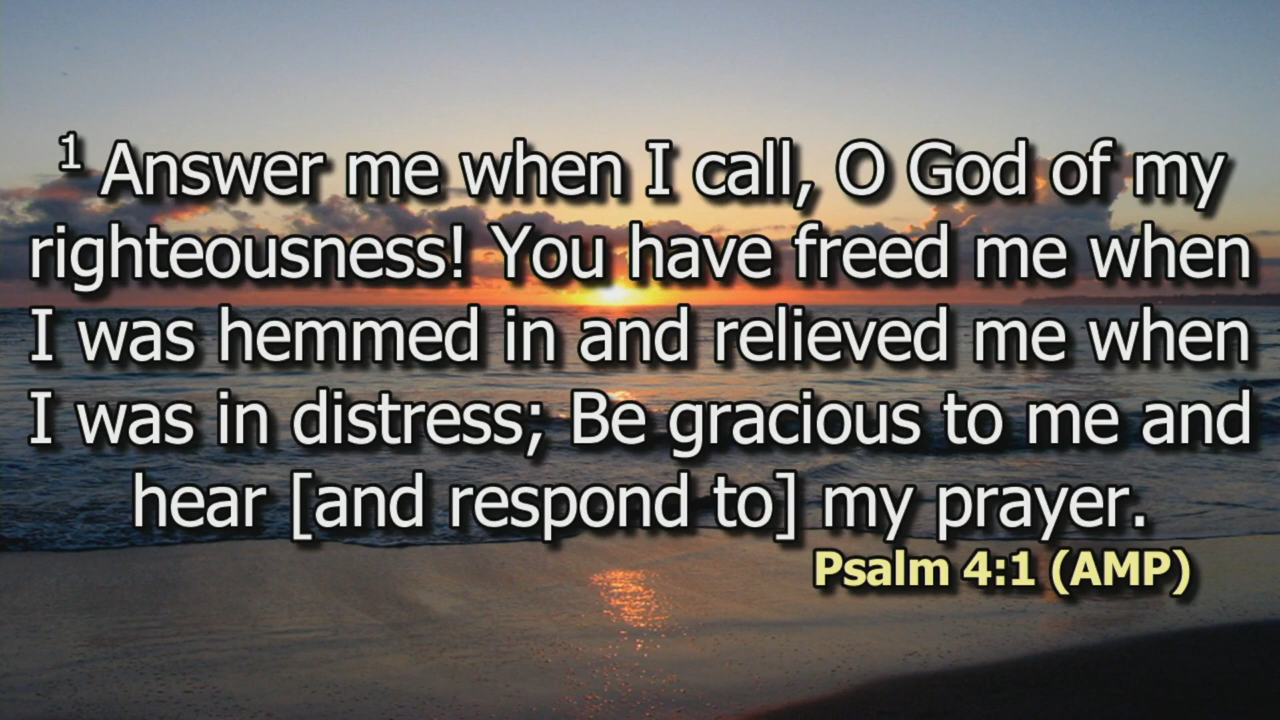 1 Answer me when I call, O God of my
righteousness! You have freed me when
I was hemmed in and relieved me when
I was in distress; Be gracious to me and
hear [and respond to] my prayer.
Psalm 4:1 (AMP)